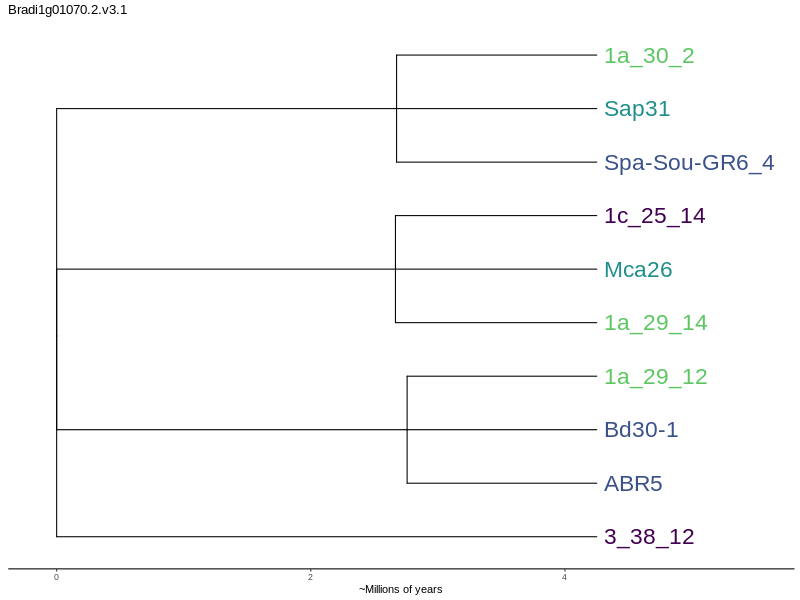 Bradi1g01070.2.v3.1
1a_30_2
Sap31
Spa-Sou-GR6_4
1c_25_14
Mca26
1a_29_14
1a_29_12
Bd30-1
ABR5
3_38_12
0 2 4
~Millions of years